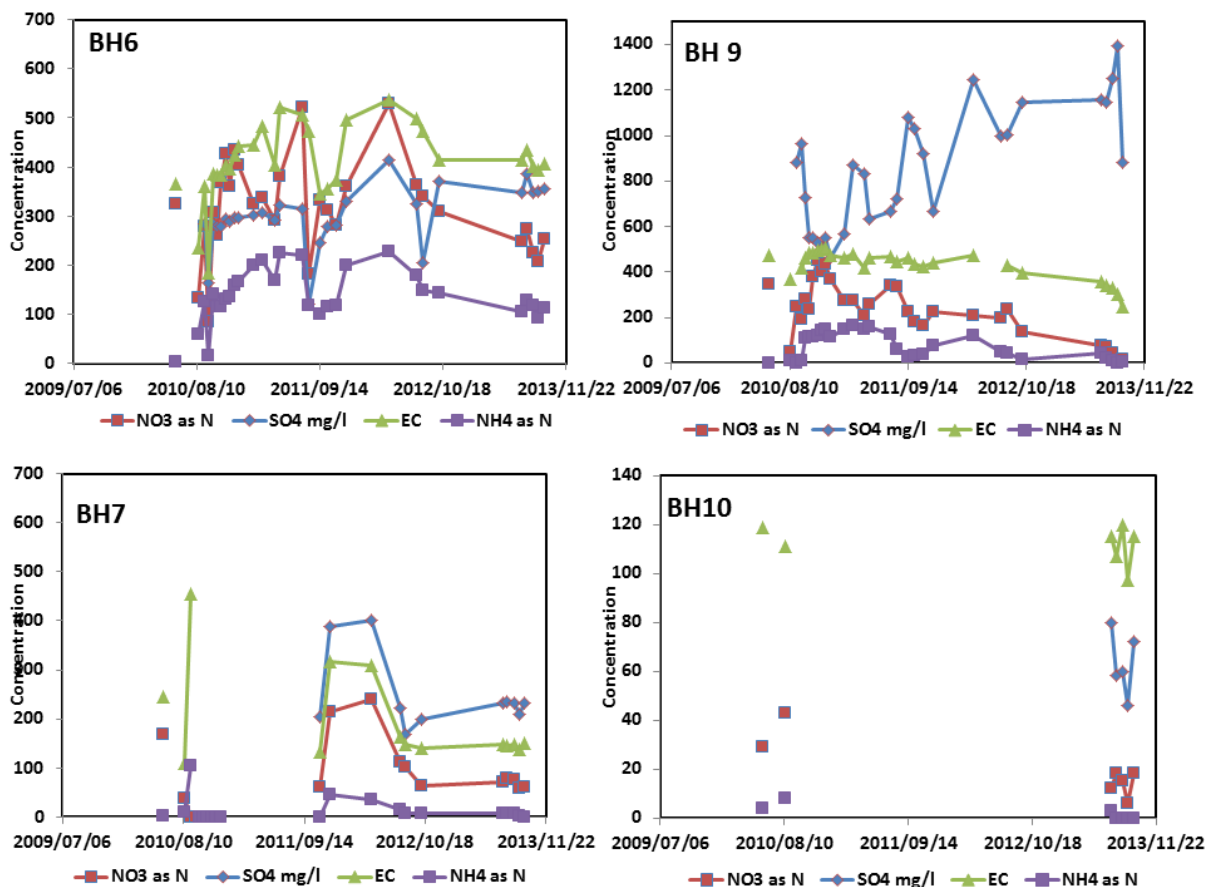 BH6
700
600
500
400
300
200
100
0
Concentration
2009/07/06 2010/08/10 2011/09/14 2012/10/18 2013/11/22
NO3 as N SO4 mg/l EC NH4 as N
BH 9
1400
1200
1000
800
600
400
200
0
Concentration
2009/07/06 2010/08/10 2011/09/14 2012/10/18 2013/11/22
NO3 as N SO4 mg/l EC NH4 as N
BH7
700
600
500
400
300
200
100
0
Concentration
2009/07/06 2010/08/10 2011/09/14 2012/10/18 2013/11/22
NO3 as N SO4 mg/l EC NH4 as N
BH10
140
120
100
80
60
40
20
0
Concentration
2009/07/06 2010/08/10 2011/09/14 2012/10/18 2013/11/22
NO3 as N SO4 mg/l EC NH4 as N